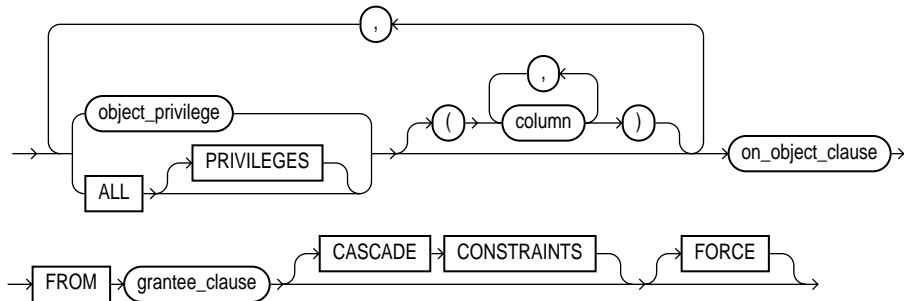 ,
,
object_privilege
( column )
PRIVILEGES
ALL
on_object_clause
CASCADE CONSTRAINTS FORCE
FROM grantee_clause